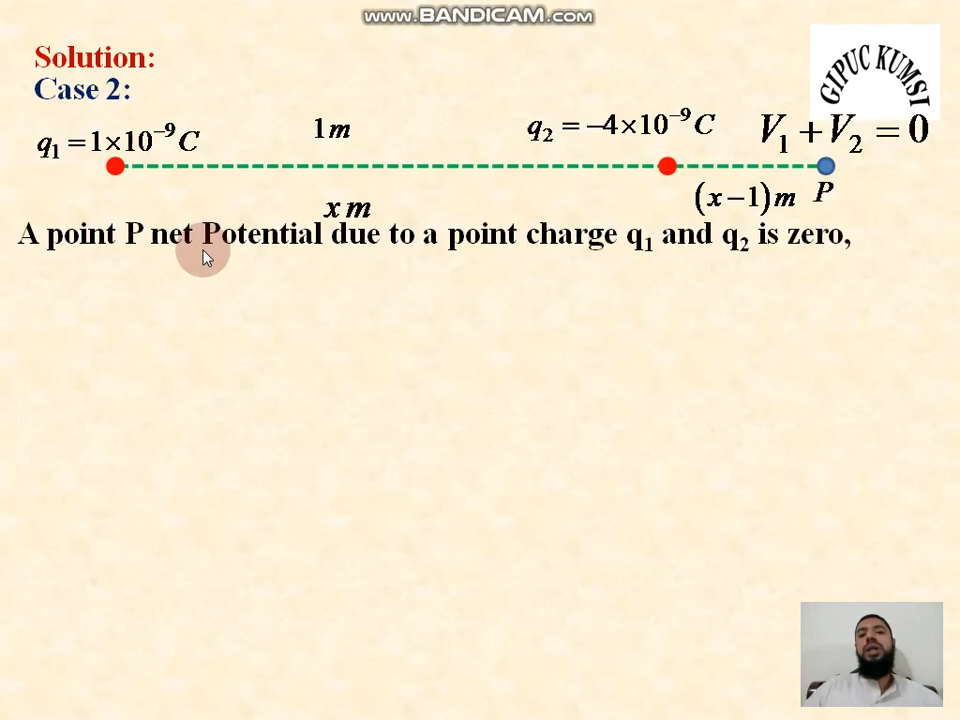 www.BANDICAM.com
Solution:
Case 2:
GIPUC KUMSI
q₁ = 1×10⁻⁹ C
1 m
q₂ = −4×10⁻⁹ C
V₁ + V₂ = 0
x m
(x − 1) m
P
A point P net Potential due to a point charge q₁ and q₂ is zero,